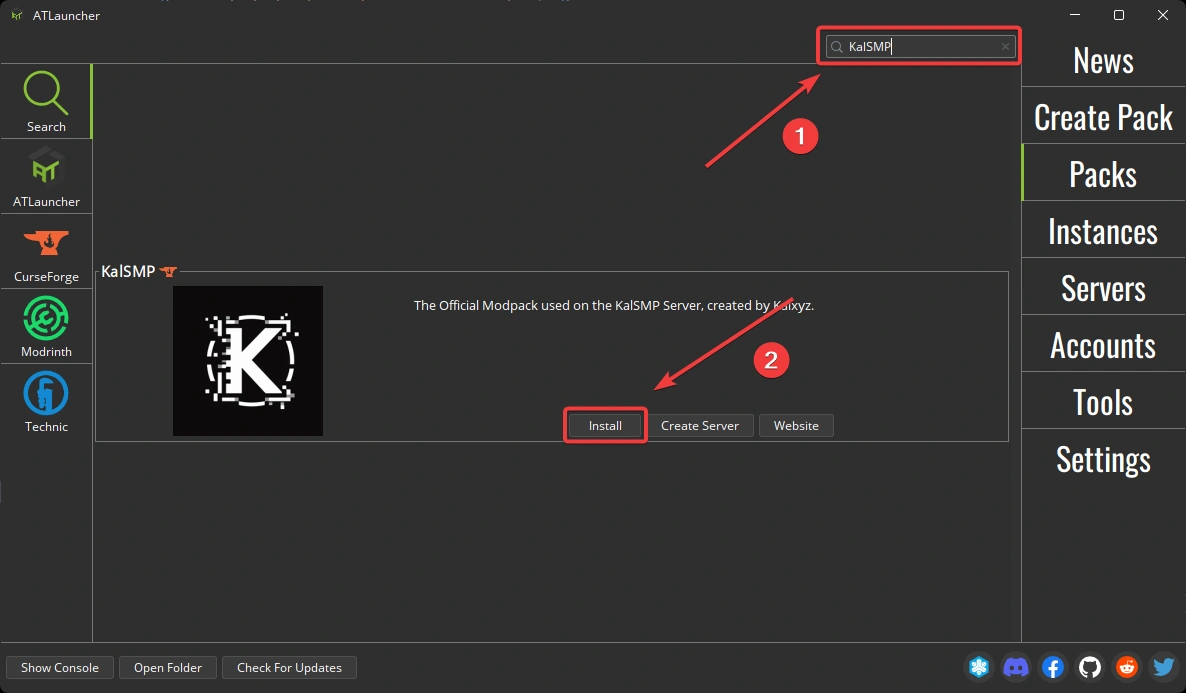 ATLauncher
KalSMP
1
Search
ATLauncher
CurseForge
Modrinth
Technic
KalSMP
K
The Official Modpack used on the KalSMP Server, created by Kalxyz.
2
Install
Create Server
Website
News
Create Pack
Packs
Instances
Servers
Accounts
Tools
Settings
Show Console
Open Folder
Check For Updates